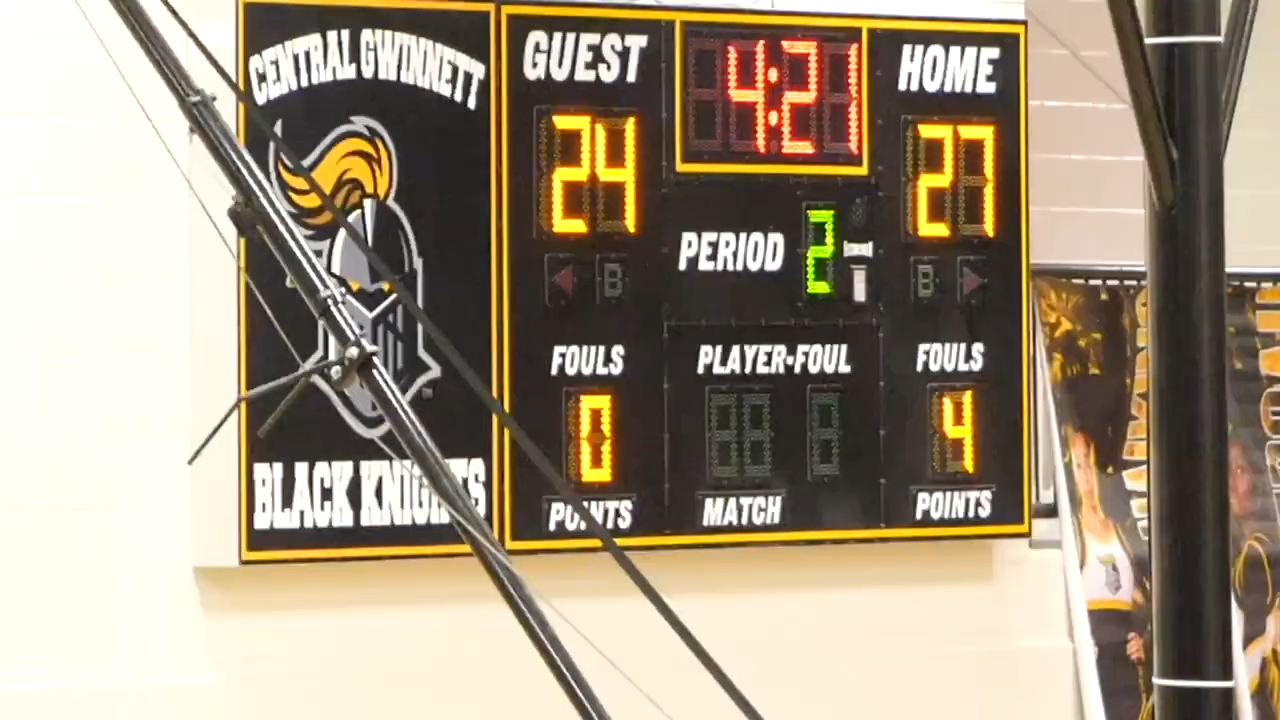 CENTRAL GWINNETT
BLACK KNIGHTS
GUEST
4:21
HOME
24
27
PERIOD 2
B
B
FOULS
PLAYER-FOUL
FOULS
0
4
POINTS
MATCH
POINTS